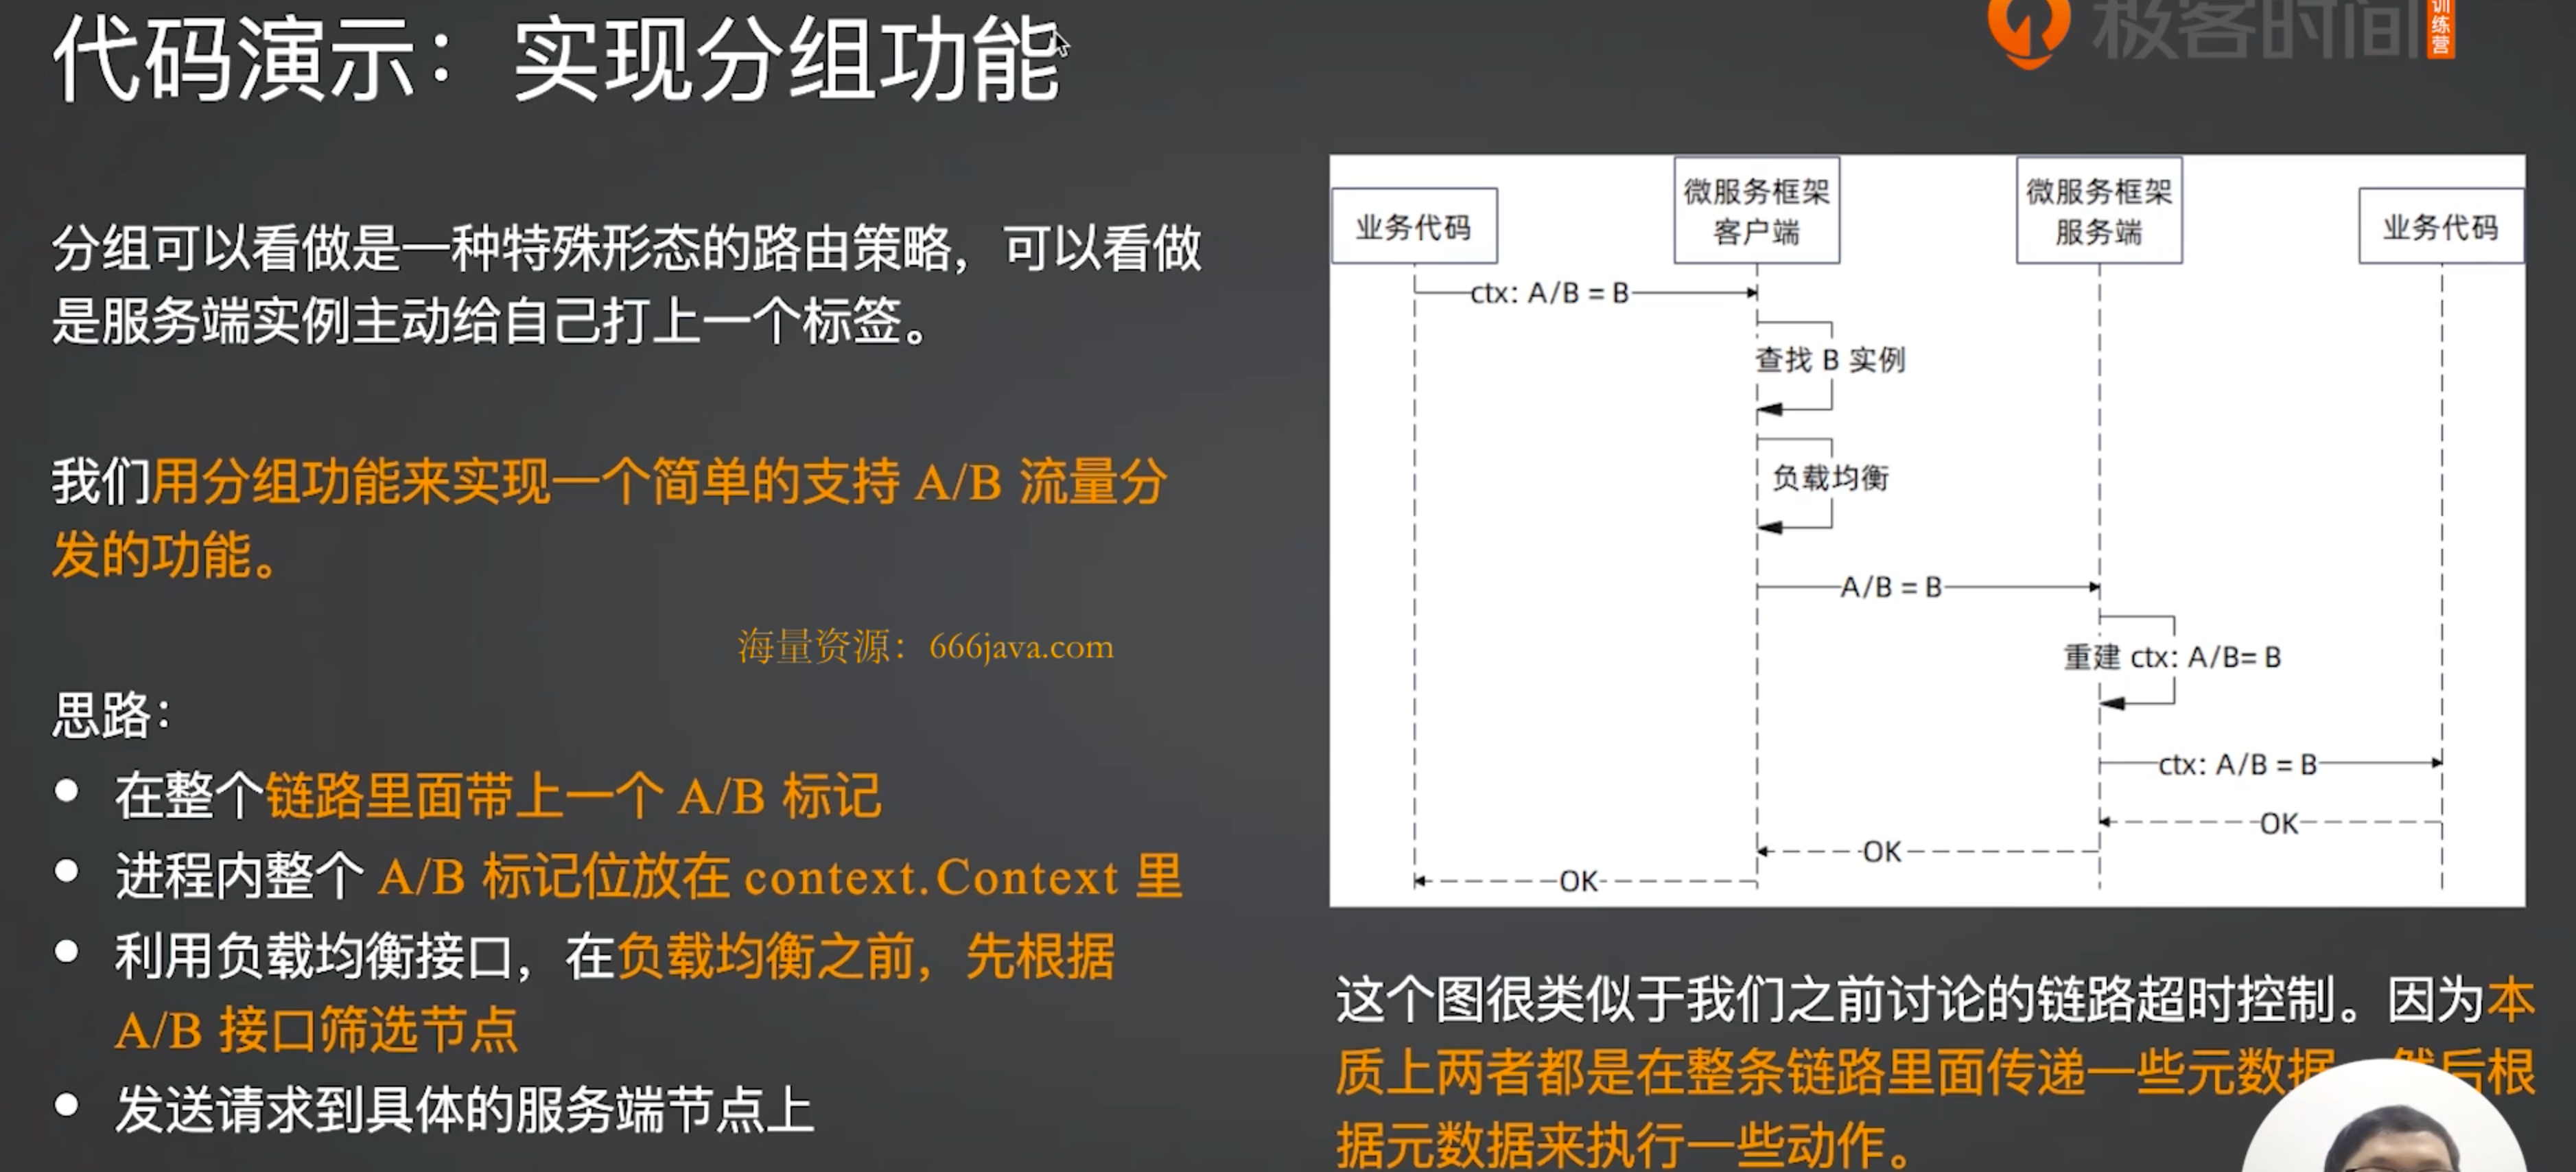 代码演示：实现分组功能
极客时间
训练营
分组可以看做是一种特殊形态的路由策略，可以看做
是服务端实例主动给自己打上一个标签。
我们用分组功能来实现一个简单的支持 A/B 流量分
发的功能。
海量资源：666java.com
思路：
● 在整个链路里面带上一个 A/B 标记
● 进程内整个 A/B 标记位放在 context.Context 里
● 利用负载均衡接口，在负载均衡之前，先根据
A/B 接口筛选节点
● 发送请求到具体的服务端节点上
业务代码
微服务框架
客户端
微服务框架
服务端
业务代码
ctx: A/B = B
查找 B 实例
负载均衡
A/B = B
重建 ctx: A/B= B
ctx: A/B = B
OK
OK
OK
这个图很类似于我们之前讨论的链路超时控制。因为本
质上两者都是在整条链路里面传递一些元数据，然后根
据元数据来执行一些动作。